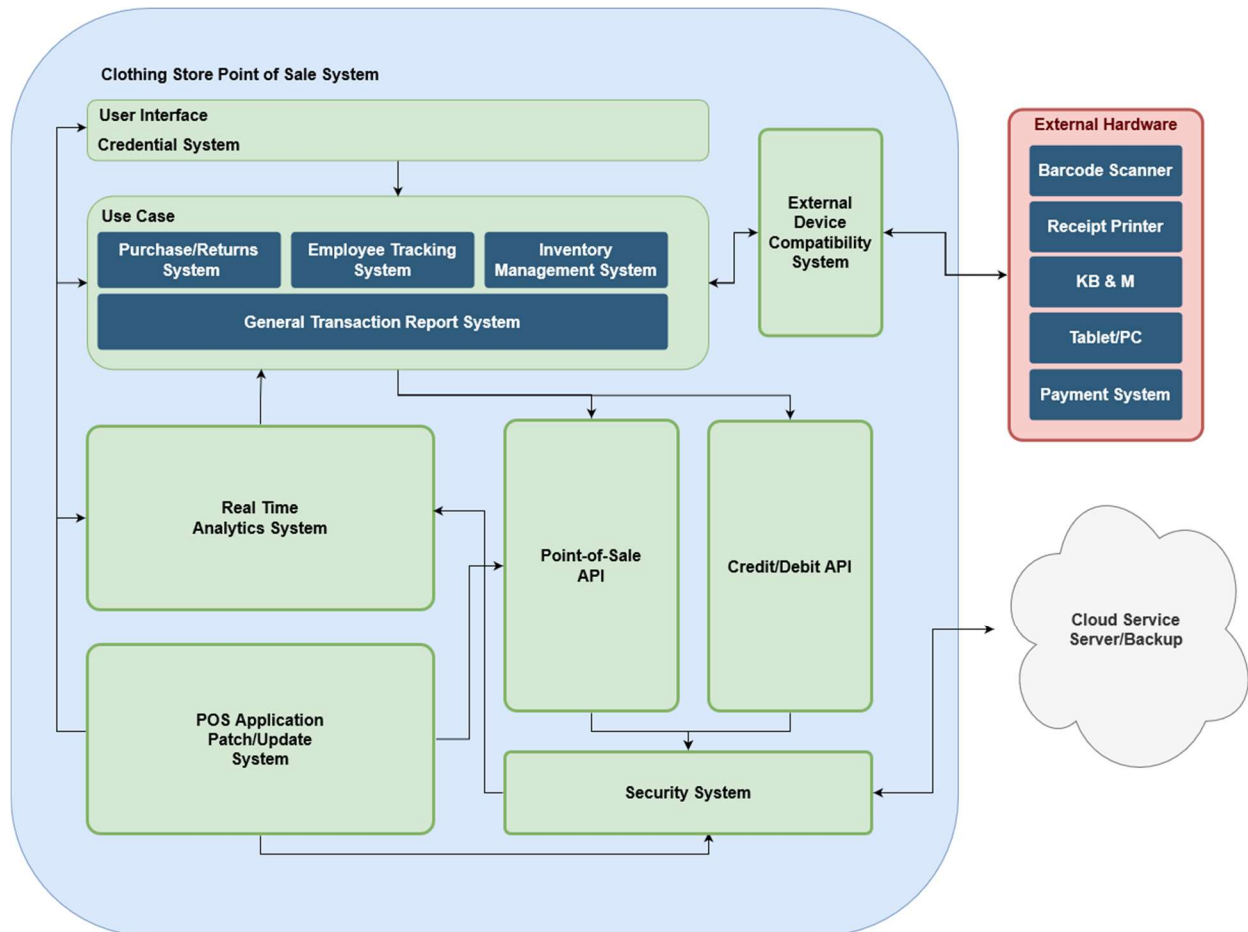 Clothing Store Point of Sale System
User Interface
Credential System
Use Case
Purchase/Returns
System
Employee Tracking
System
Inventory
Management System
General Transaction Report System
External
Device
Compatibility
System
External Hardware
Barcode Scanner
Receipt Printer
KB & M
Tablet/PC
Payment System
Real Time
Analytics System
Point-of-Sale
API
Credit/Debit API
Cloud Service
Server/Backup
POS Application
Patch/Update
System
Security System